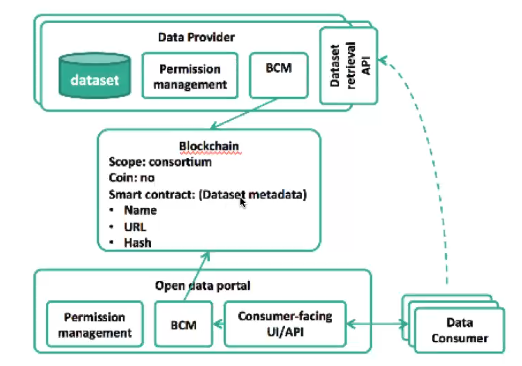 Data Provider
dataset
Permission
management
BCM
Dataset
retrieval
API
Blockchain
Scope: consortium
Coin: no
Smart contract: (Dataset metadata)
• Name
• URL
• Hash
Open data portal
Permission
management
BCM
Consumer-facing
UI/API
Data
Consumer